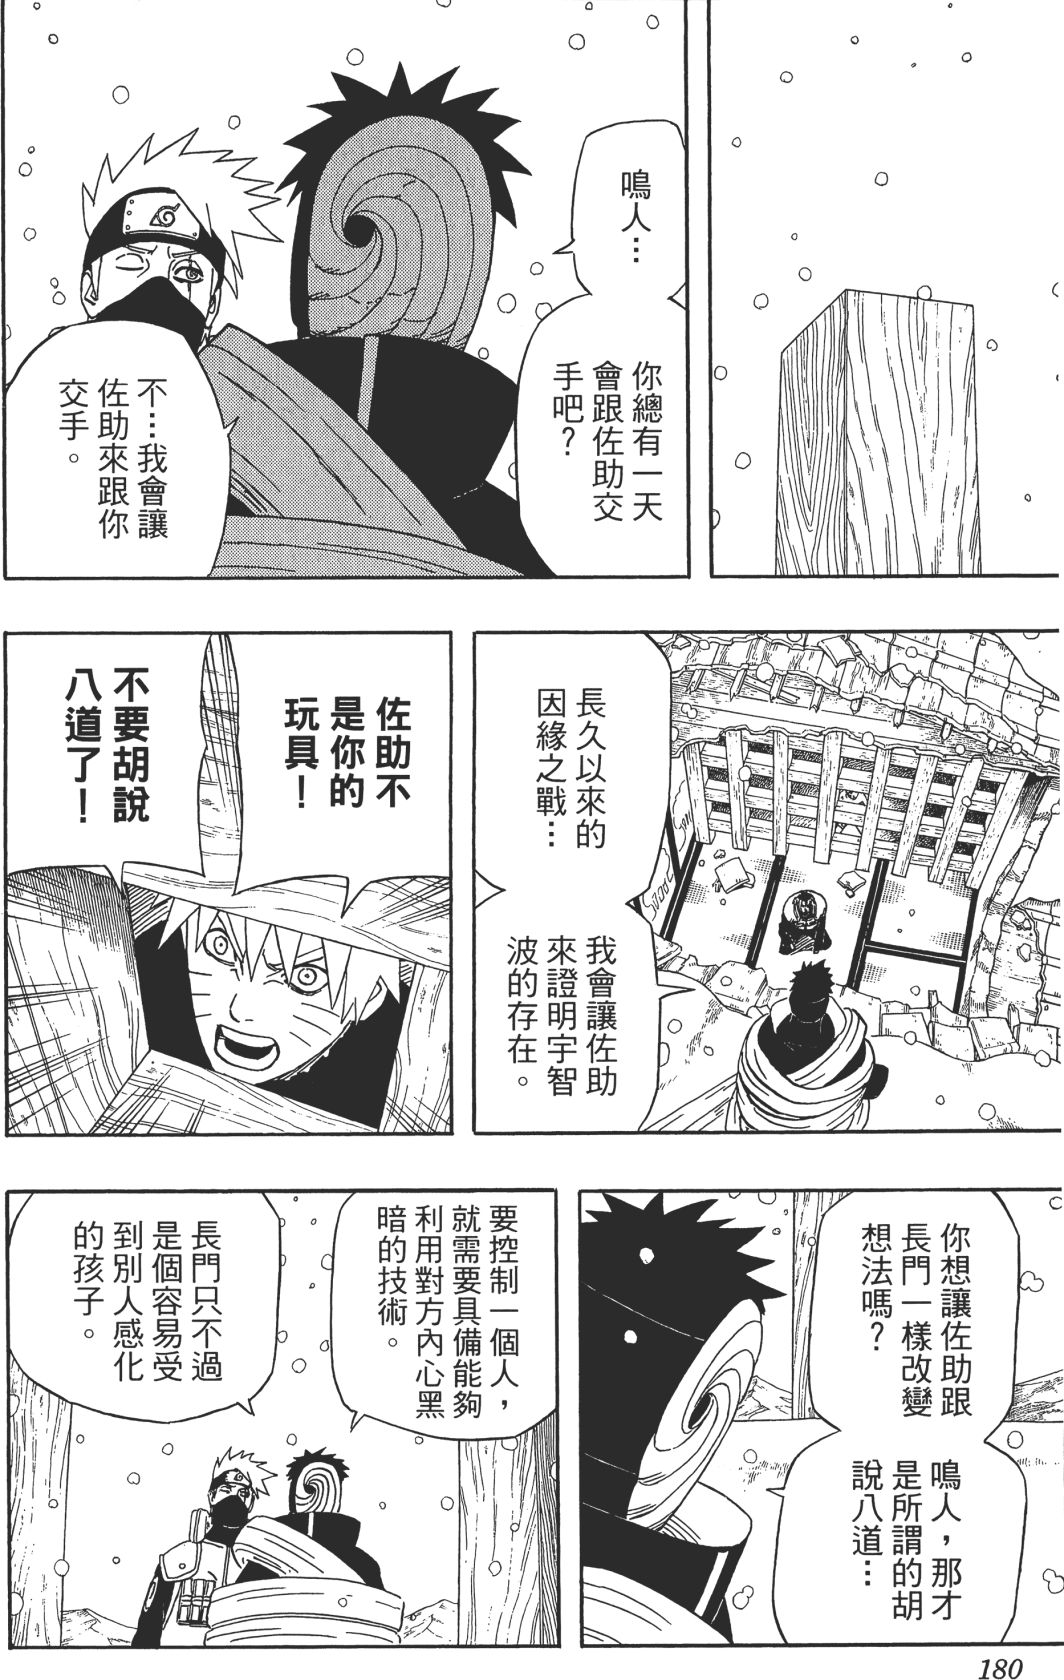 鳴人…
你總有一天
會跟佐助交
手吧？
不…我會讓
佐助來跟你
交手。
長久以來的
因緣之戰…
我會讓佐助
來證明宇智
波的存在。
佐助不
是你的
玩具！
不要胡說
八道了！
你想讓佐助跟
長門一樣改變
想法嗎？
鳴人，那才
是所謂的胡
說八道…
要控制一個人，
就需要具備能夠
利用對方內心黑
暗的技術。
長門只不過
是個容易受
到別人感化
的孩子。
180